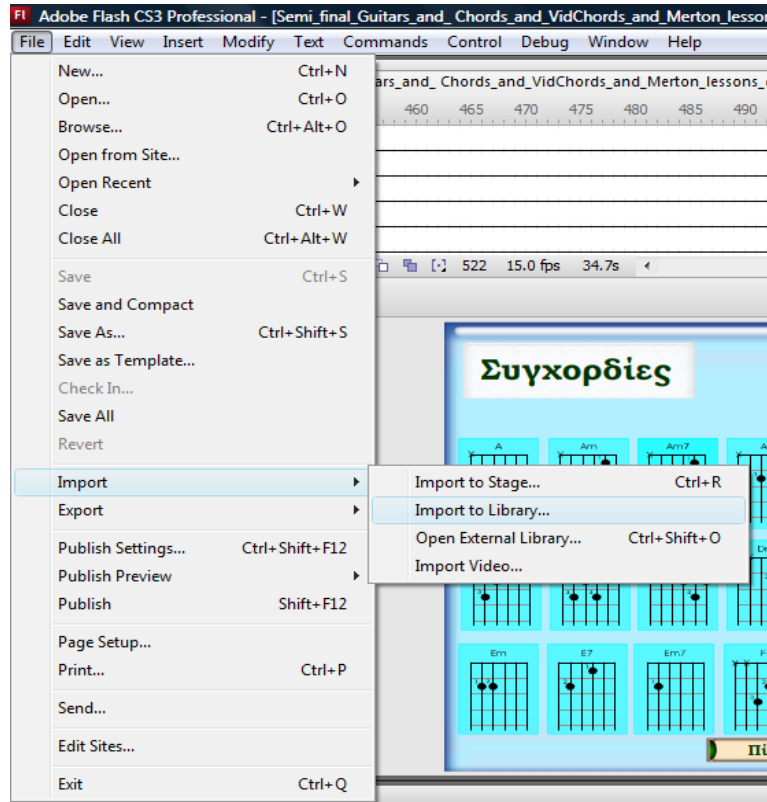 Fl Adobe Flash CS3 Professional - [Semi_final_Guitars_and_ Chords_and_VidChords_and_Merton_lesson
File Edit View Insert Modify Text Commands Control Debug Window Help
ars_and_ Chords_and_VidChords_and_Merton_lessons_
460 465 470 475 480 485 490
522 15.0 fps 34.7s
New... Ctrl+N
Open... Ctrl+O
Browse... Ctrl+Alt+O
Open from Site...
Open Recent
Close Ctrl+W
Close All Ctrl+Alt+W
Save Ctrl+S
Save and Compact
Save As... Ctrl+Shift+S
Save as Template...
Check In...
Save All
Revert
Import
Export
Publish Settings... Ctrl+Shift+F12
Publish Preview
Publish Shift+F12
Page Setup...
Print... Ctrl+P
Send...
Edit Sites...
Exit Ctrl+Q
Import to Stage... Ctrl+R
Import to Library...
Open External Library... Ctrl+Shift+O
Import Video...
Συγχορδίες
A Am Am7
Em E7 Em7 F